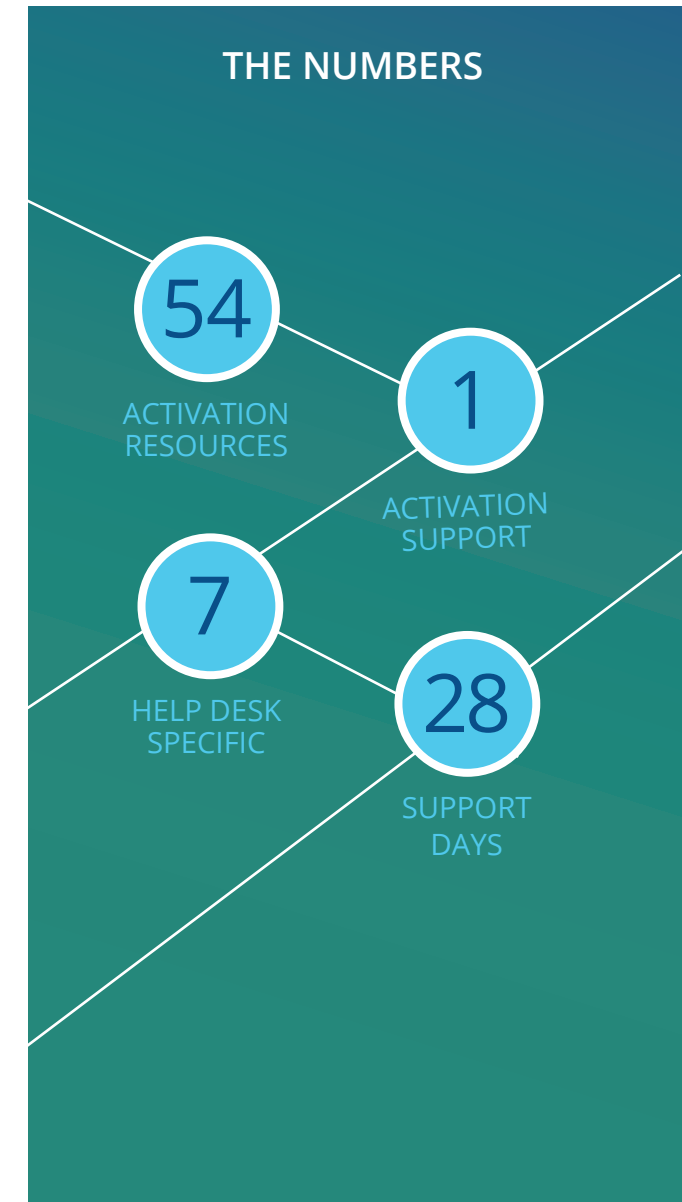 THE NUMBERS
54
ACTIVATION
RESOURCES
1
ACTIVATION
SUPPORT
7
HELP DESK
SPECIFIC
28
SUPPORT
DAYS